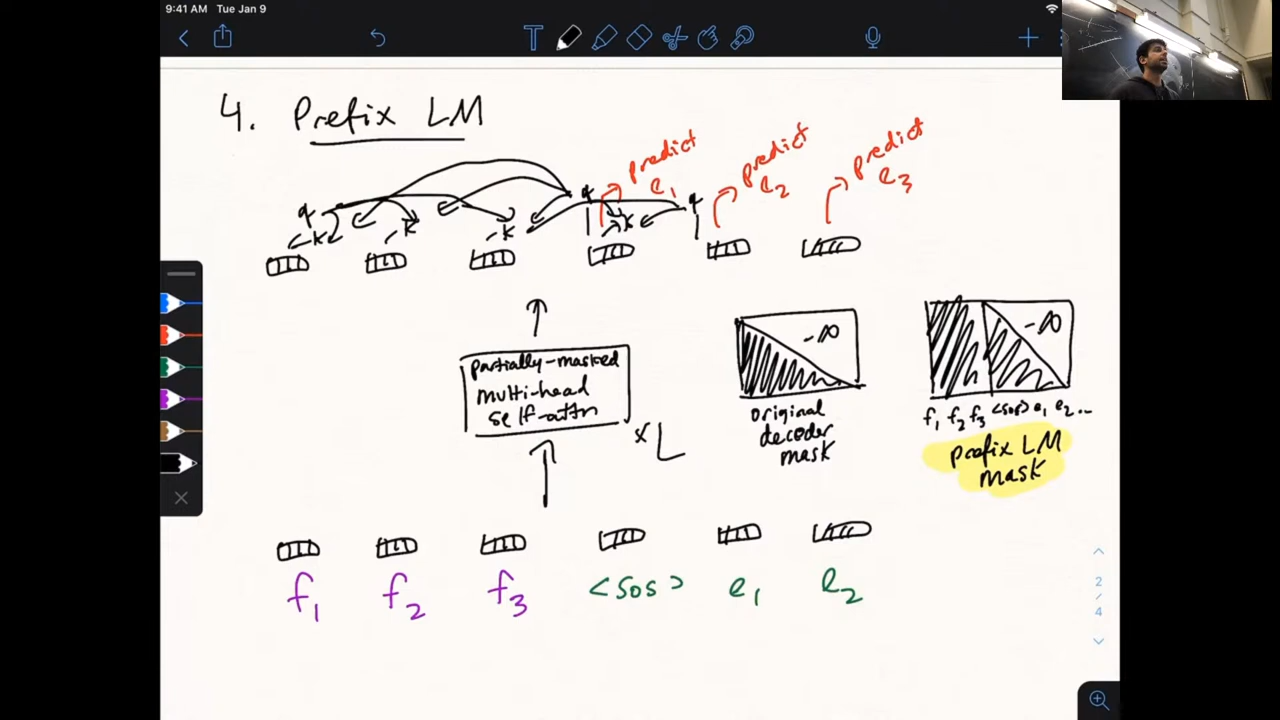 9:41 AM Tue Jan 9
4. Prefix LM
predict e1
predict e2
predict e3
q q q
k k k k
partially-masked
multi-head
self-attn
× L
-∞
original
decoder
mask
-∞
f1 f2 f3 <sos> e1 e2 ...
prefix LM
mask
f1 f2 f3 <sos> e1 e2
2
/
4